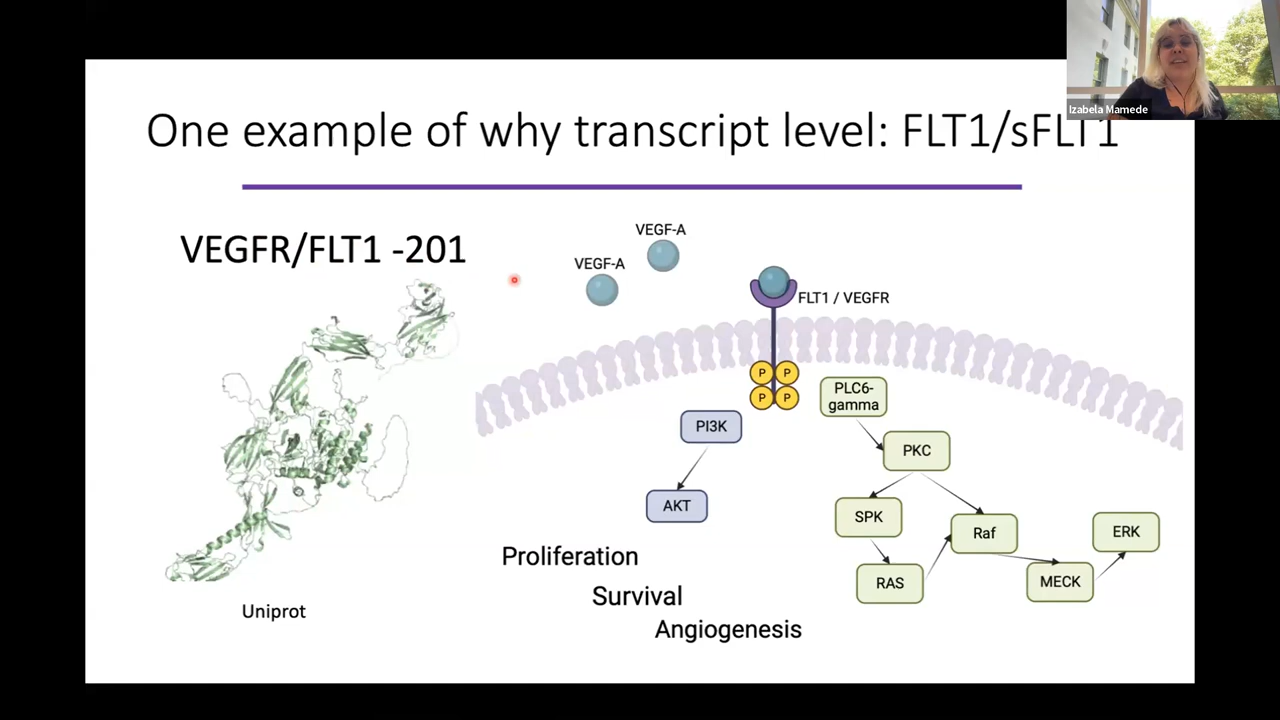 Izabela Mamede
One example of why transcript level: FLT1/sFLT1
VEGFR/FLT1 -201
VEGF-A
VEGF-A
FLT1 / VEGFR
P P
P P
PLC6-
gamma
PI3K
PKC
AKT
SPK
Raf
ERK
RAS
MECK
Proliferation
Survival
Angiogenesis
Uniprot